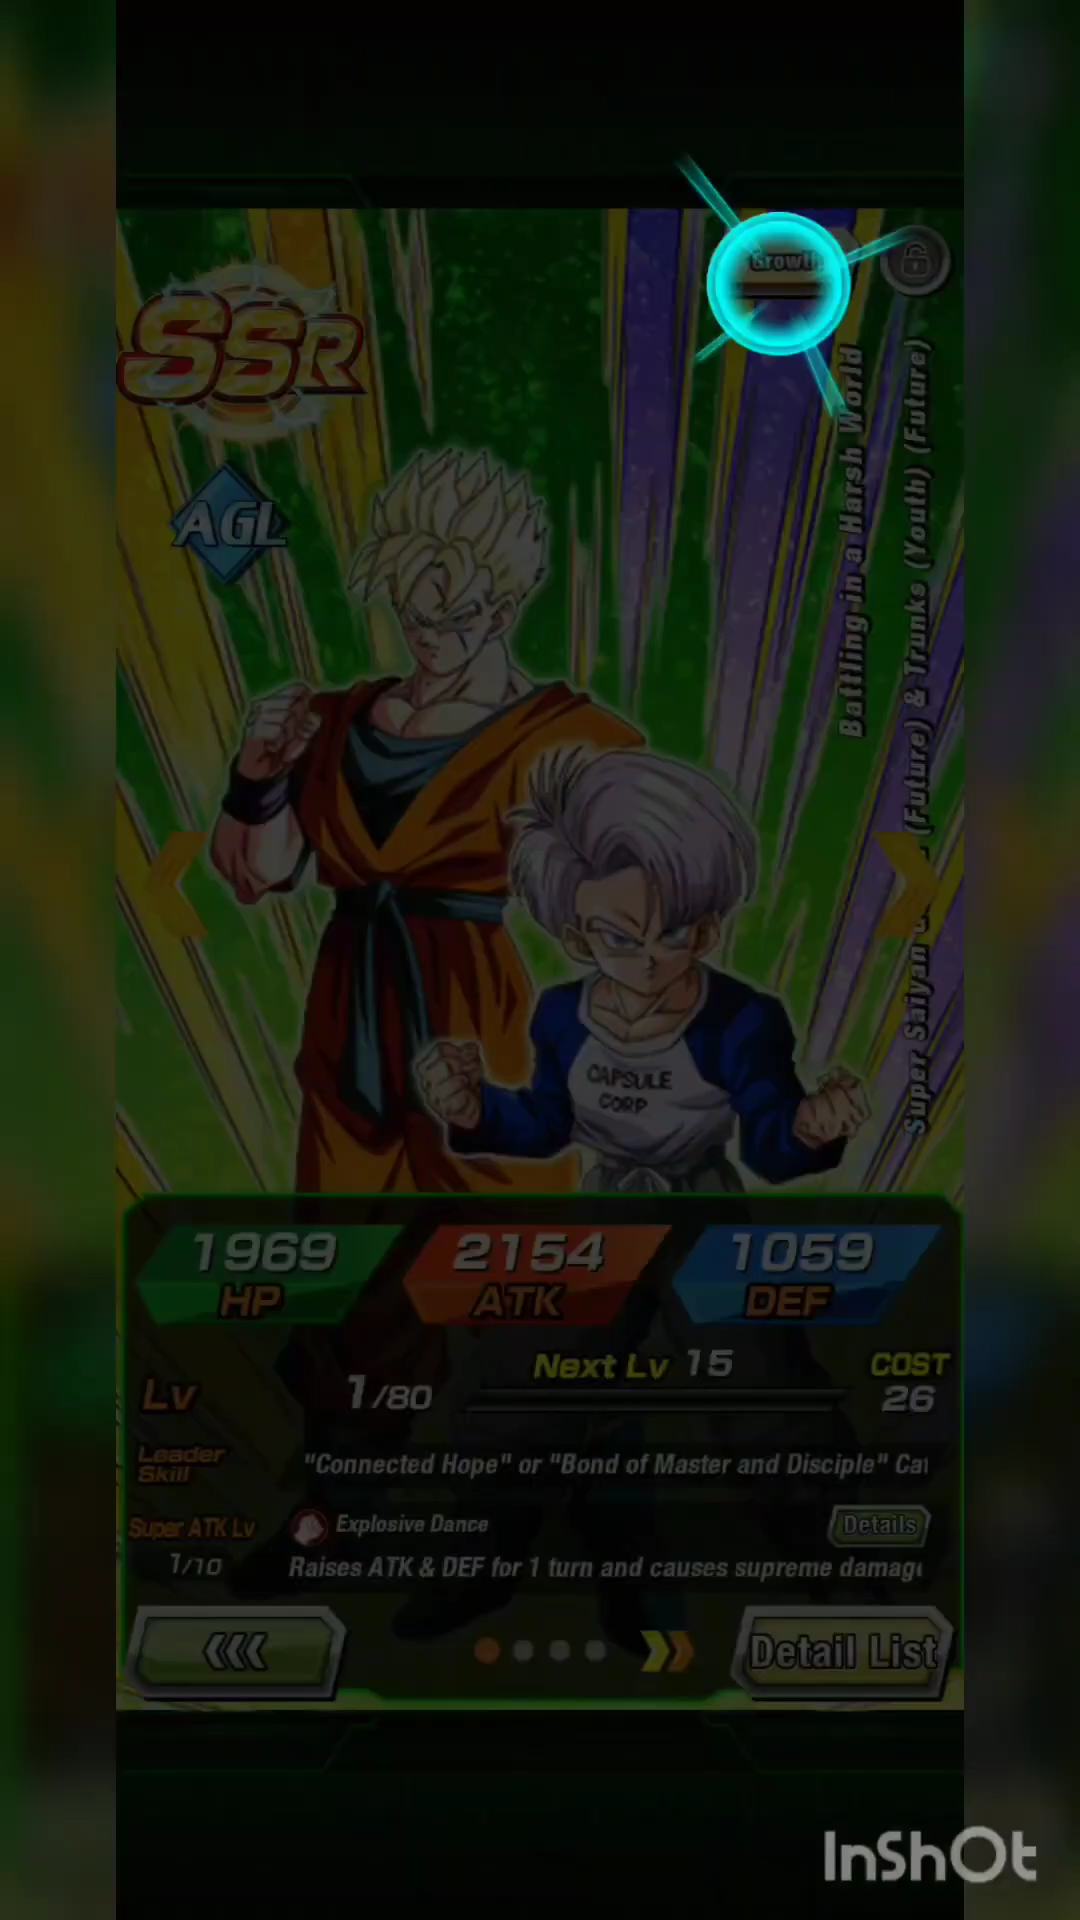 Growth
SSR
AGL
Battling in a Harsh World
Super Saiyan (Future) & Trunks (Youth) (Future)
CAPSULE
CORP
1969
HP
2154
ATK
1059
DEF
Next Lv 15
COST
26
Lv 1/80
Leader
Skill
"Connected Hope" or "Bond of Master and Disciple" Cat
Super ATK Lv
1/10
Explosive Dance
Details
Raises ATK & DEF for 1 turn and causes supreme damage
Detail List
InShOt